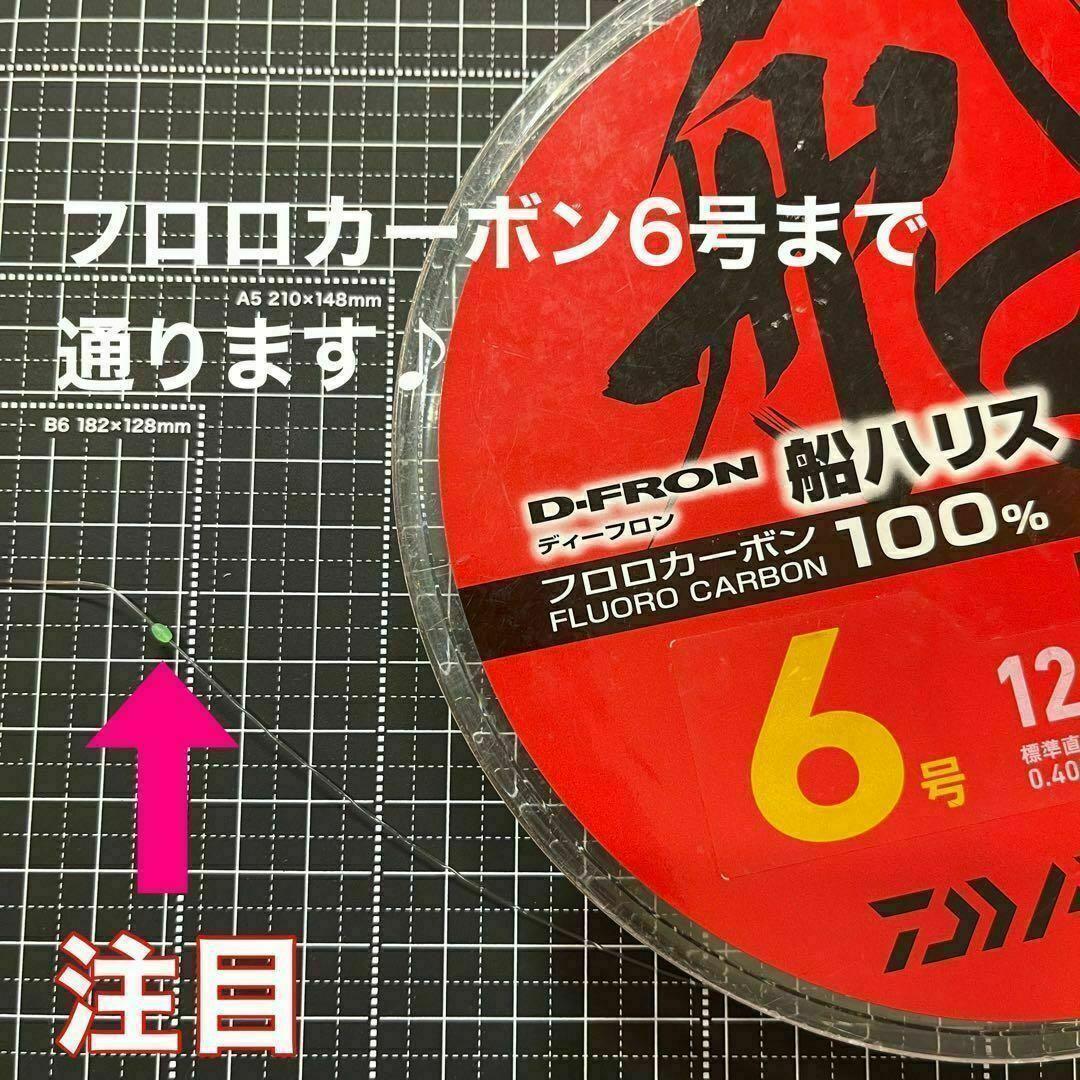 フロロカーボン6号まで
A5 210×148mm
通ります♪
B6 182×128mm
船
D-FRON 船ハリス
ディーフロン
フロロカーボン 100%
FLUORO CARBON
6号
12
標準直
0.40
注目